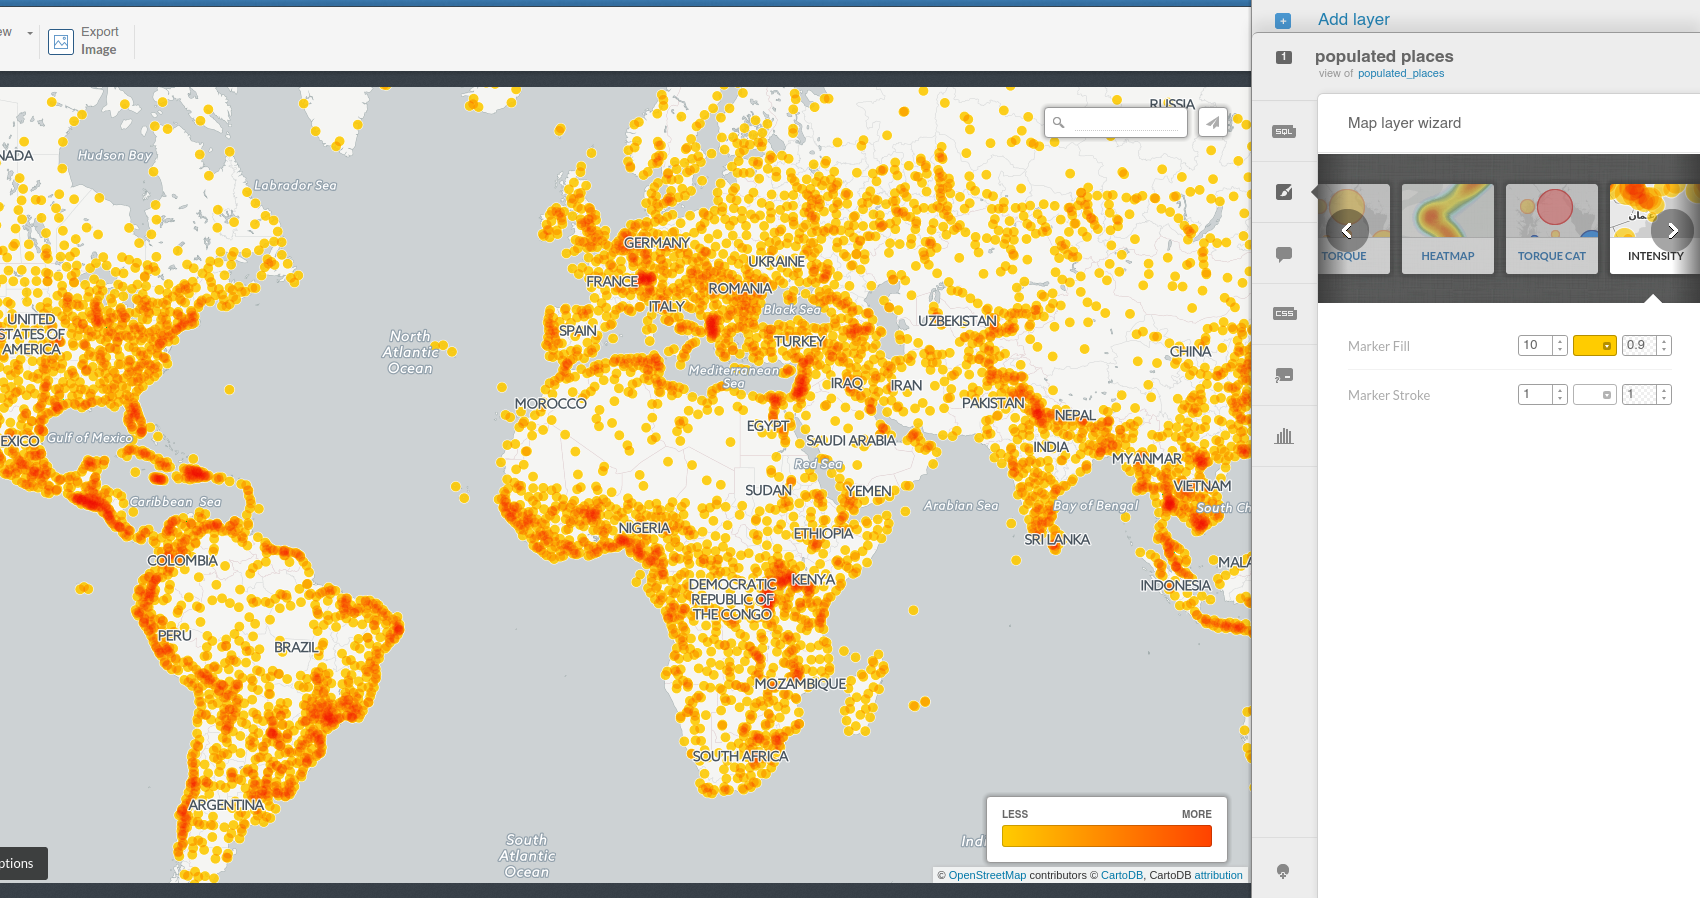 ew
Export
Image
Add layer
1
populated places
view of populated_places
SQL
CSS
Map layer wizard
TORQUE
HEATMAP
TORQUE CAT
INTENSITY
Marker Fill
10
0.9
Marker Stroke
1
1
RUSSIA
NADA
Hudson Bay
Labrador Sea
GERMANY
UKRAINE
FRANCE
ROMANIA
ITALY
Black Sea
UZBEKISTAN
UNITED
STATES OF
AMERICA
SPAIN
TURKEY
CHINA
North
Atlantic
Ocean
Mediterranean
Sea
IRAQ
IRAN
MOROCCO
PAKISTAN
NEPAL
EXICO
Gulf of Mexico
EGYPT
SAUDI ARABIA
INDIA
MYANMAR
Red Sea
SUDAN
YEMEN
VIETNAM
Caribbean Sea
Arabian Sea
Bay of Bengal
South Ch
NIGERIA
ETHIOPIA
SRI LANKA
COLOMBIA
MALA
DEMOCRATIC
REPUBLIC OF
THE CONGO
KENYA
INDONESIA
PERU
BRAZIL
MOZAMBIQUE
SOUTH AFRICA
ARGENTINA
South
Atlantic
Ocean
Indi
LESS
MORE
ptions
© OpenStreetMap contributors © CartoDB, CartoDB attribution